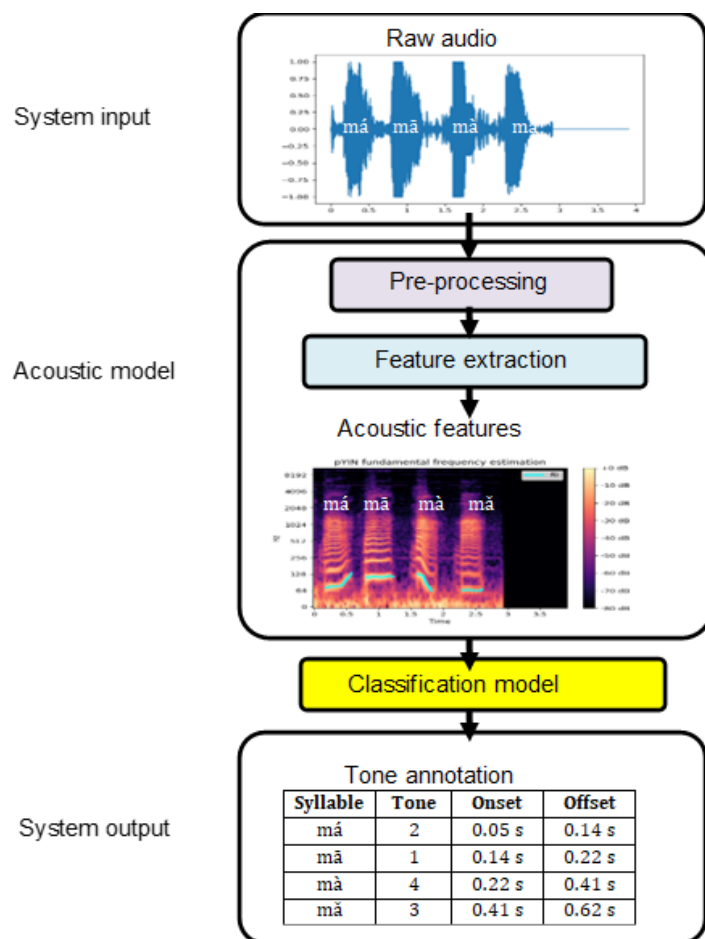 Raw audio
System input
1.00
0.75
0.50
0.25
0.00
−0.25
−0.50
−0.75
−1.00
má mā mà
0 0.5 1 1.5 2 2.5 3 3.5 4
Pre-processing
Feature extraction
Acoustic model
Acoustic features
pYIN fundamental frequency estimation
8192
4096
2048
1024
512
256
128
64
0
Hz
má mā mà mǎ
f0
+0 dB
-10 dB
-20 dB
-30 dB
-40 dB
-50 dB
-60 dB
-70 dB
-80 dB
0 0.5 1 1.5 2 2.5 3 3.5
Time
Classification model
Tone annotation
System output
Syllable Tone Onset Offset
má 2 0.05 s 0.14 s
mā 1 0.14 s 0.22 s
mà 4 0.22 s 0.41 s
mǎ 3 0.41 s 0.62 s